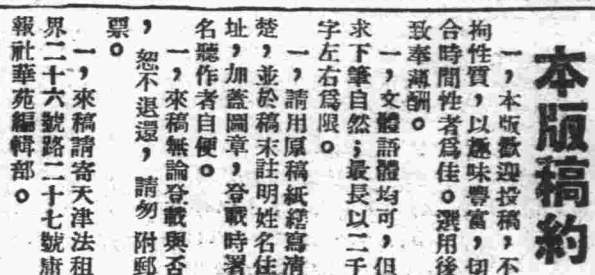 本版稿約
一，本版歡迎投稿，不
拘性質，以趣味豐富，切
合時間性者爲佳。選用後
致奉薄酬。
一，文體語體均可，但
求下筆自然；最長以二千
字左右爲限。
一，請用原稿紙繕寫清
楚，並於稿末註明姓名住
址，加蓋圖章，登載時署
名聽作者自便。
一，來稿無論登載與否
，恕不退還，請勿附郵
票。
一，來稿請寄天津法租
界二十六號路二十七號庸
報社華苑編輯部。